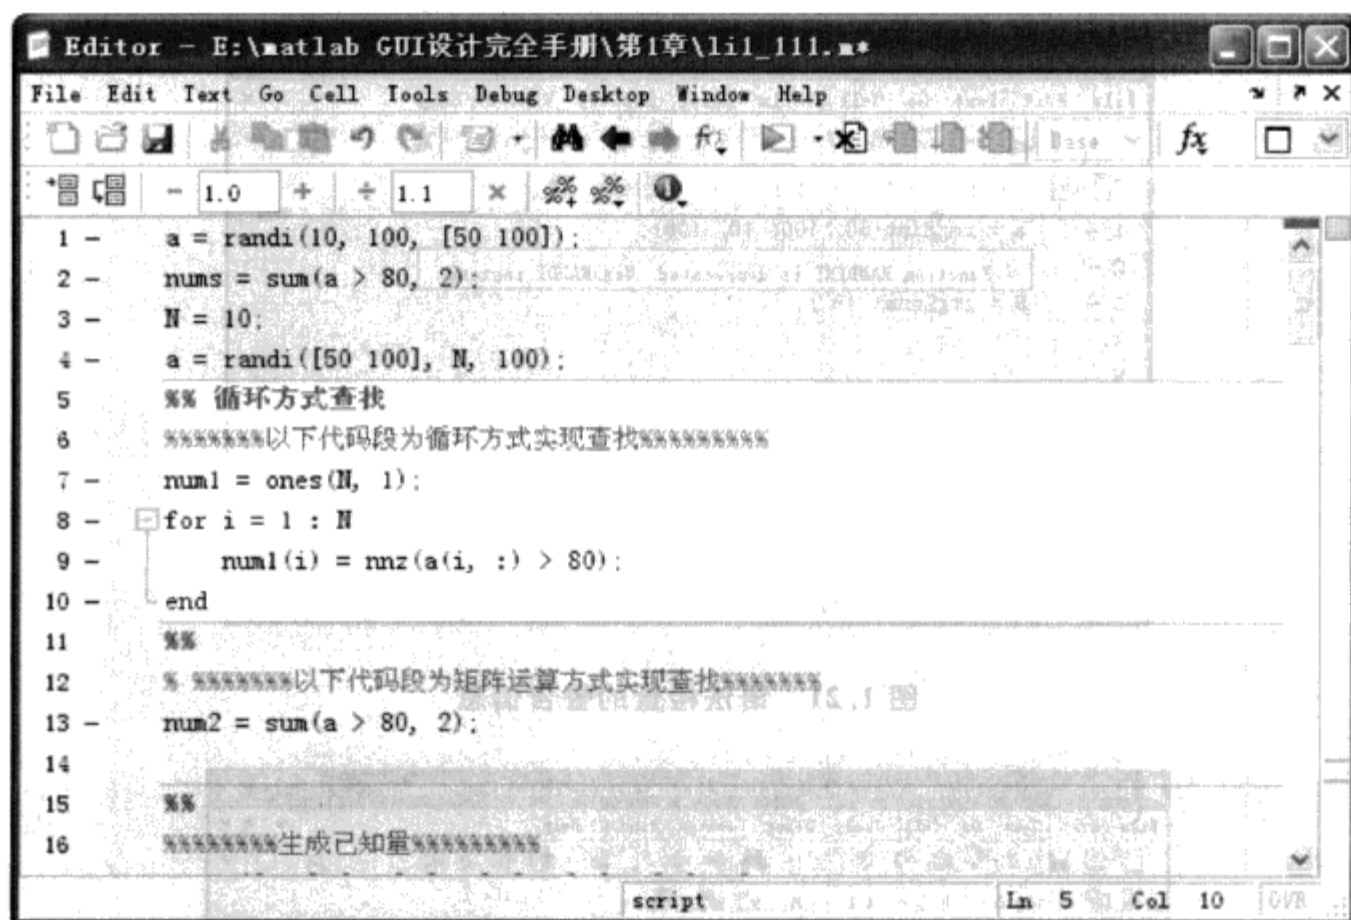 Editor - E:\matlab GUI设计完全手册\第1章\li1_111.m*
File Edit Text Go Cell Tools Debug Desktop Window Help
Base
fx
- 1.0 + ÷ 1.1 ×
1 - a = randi(10, 100, [50 100]);
2 - nums = sum(a > 80, 2);
3 - N = 10;
4 - a = randi([50 100], N, 100);
5 %% 循环方式查找
6 %%%%%%%以下代码段为循环方式实现查找%%%%%%%%%
7 - num1 = ones(N, 1);
8 - for i = 1 : N
9 - num1(i) = nnz(a(i, :) > 80);
10 - end
11 %%
12 % %%%%%%%以下代码段为矩阵运算方式实现查找%%%%%%%
13 - num2 = sum(a > 80, 2);
14
15 %%
16 %%%%%%%%生成已知量%%%%%%%%%
script Ln 5 Col 10 OVR